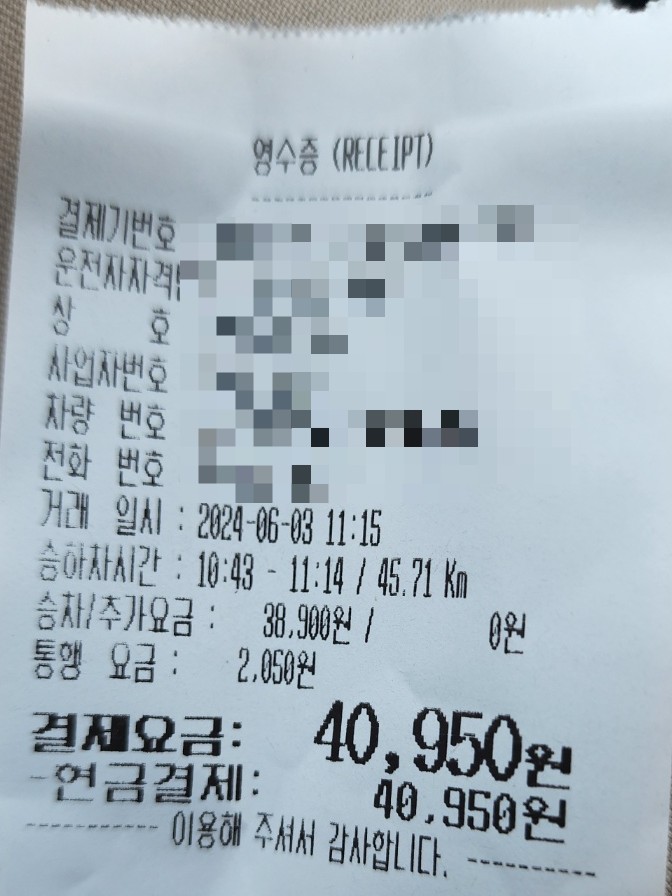 영수증 (RECEIPT)
결제기번호
운전자자격
상 호
사업자번호
차량 번호
전화 번호
거래 일시 : 2024-06-03 11:15
승하차시간 : 10:43 - 11:14 / 45.71 Km
승차/추가요금 : 38,900원 / 0원
통행 요금 : 2,050원
결제요금: 40,950원
-현금결제: 40,950원
----------- 이용해 주셔서 감사합니다. -----------